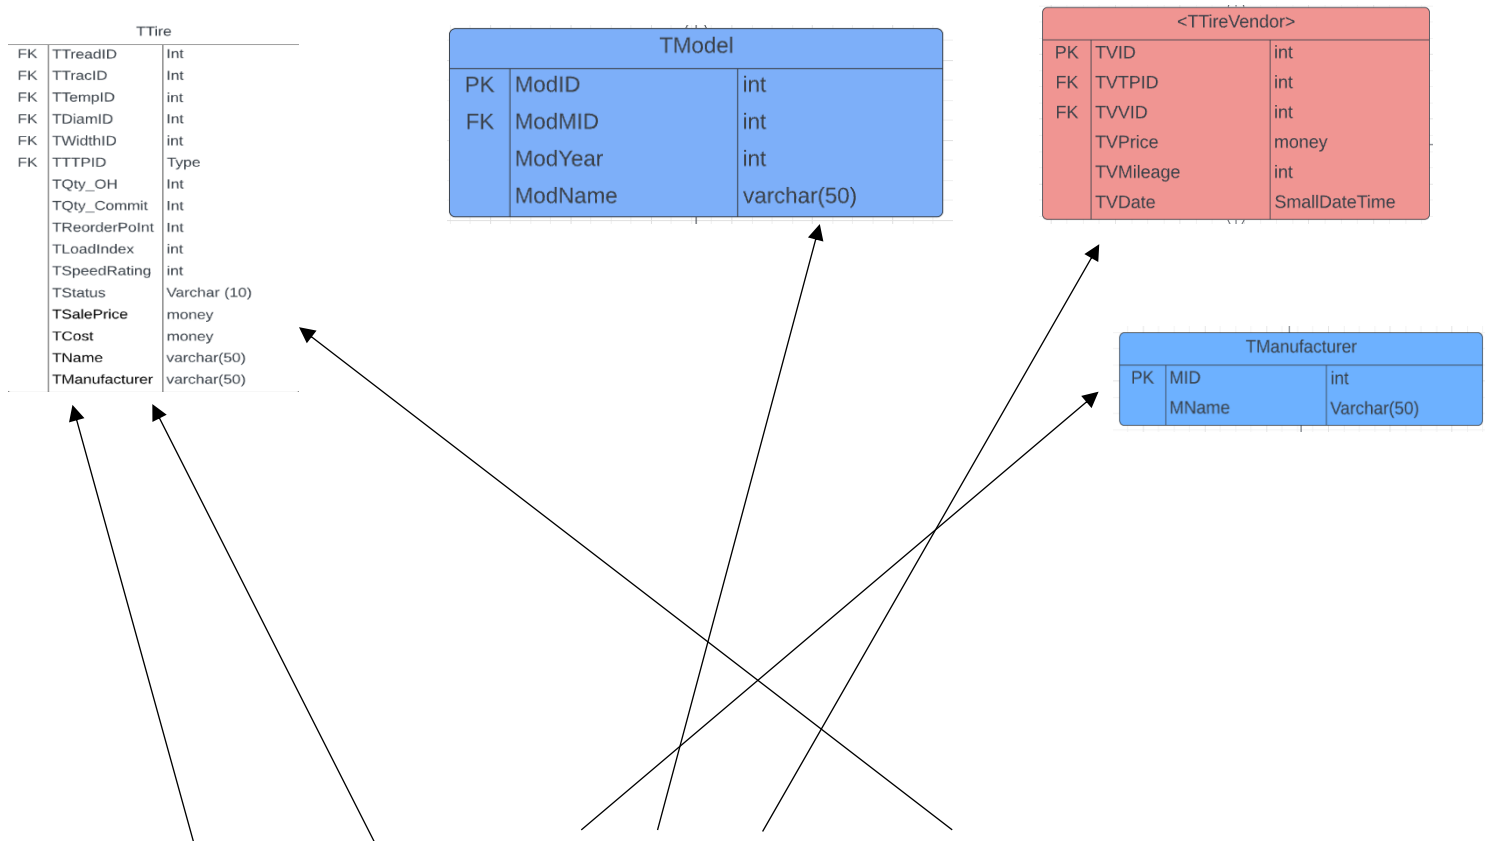 TTire
FK TTreadID Int
FK TTracID Int
FK TTempID int
FK TDiamID Int
FK TWidthID int
FK TTTPID Type
TQty_OH Int
TQty_Commit Int
TReorderPoInt Int
TLoadIndex int
TSpeedRating int
TStatus Varchar (10)
TSalePrice money
TCost money
TName varchar(50)
TManufacturer varchar(50)
TModel
PK ModID int
FK ModMID int
ModYear int
ModName varchar(50)
<TTireVendor>
PK TVID int
FK TVTPID int
FK TVVID int
TVPrice money
TVMileage int
TVDate SmallDateTime
TManufacturer
PK MID int
MName Varchar(50)